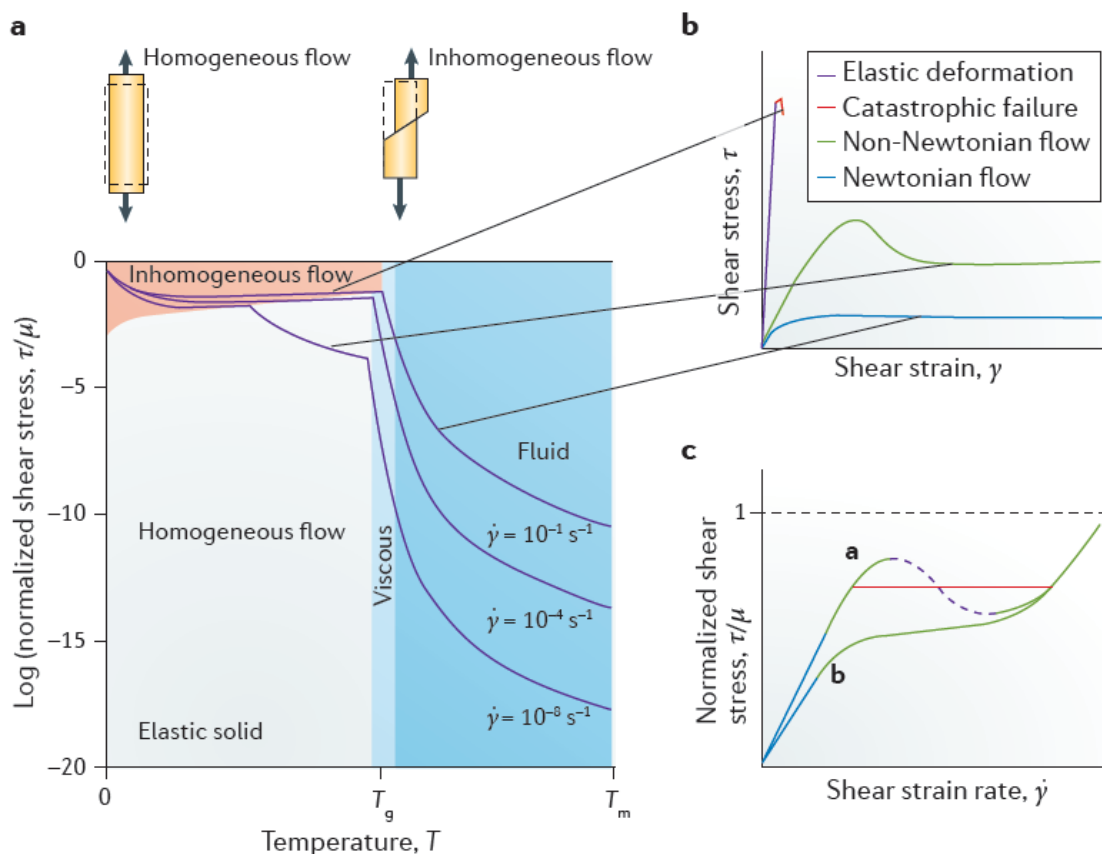 a
Homogeneous flow
Inhomogeneous flow
0
−5
−10
−15
−20
Log (normalized shear stress, τ/μ)
Inhomogeneous flow
Homogeneous flow
Elastic solid
Viscous
Fluid
γ̇ = 10⁻¹ s⁻¹
γ̇ = 10⁻⁴ s⁻¹
γ̇ = 10⁻⁸ s⁻¹
0
T_g
T_m
Temperature, T
b
Elastic deformation
Catastrophic failure
Non-Newtonian flow
Newtonian flow
Shear stress, τ
Shear strain, γ
c
1
a
b
Normalized shear
stress, τ/μ
Shear strain rate, γ̇